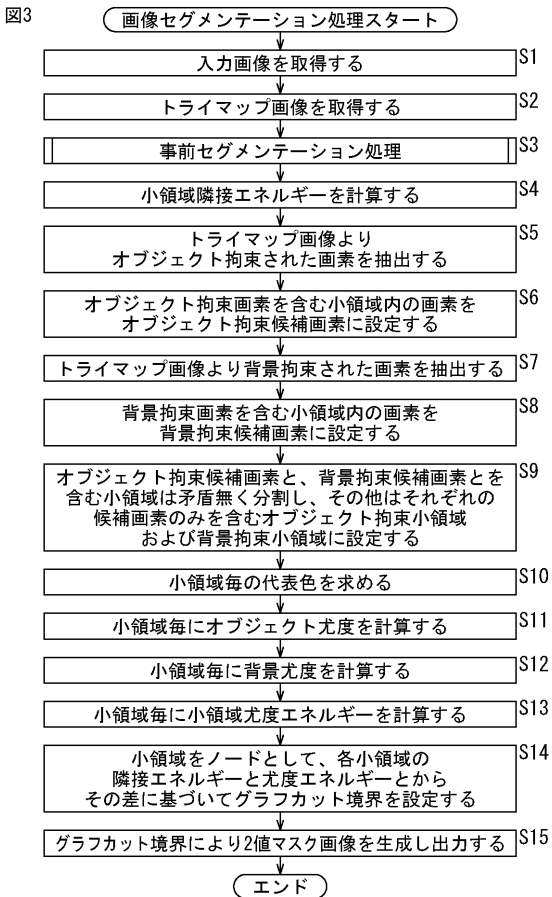 図3
画像セグメンテーション処理スタート
S1
入力画像を取得する
S2
トライマップ画像を取得する
S3
事前セグメンテーション処理
S4
小領域隣接エネルギーを計算する
S5
トライマップ画像より
オブジェクト拘束された画素を抽出する
S6
オブジェクト拘束画素を含む小領域内の画素を
オブジェクト拘束候補画素に設定する
S7
トライマップ画像より背景拘束された画素を抽出する
S8
背景拘束画素を含む小領域内の画素を
背景拘束候補画素に設定する
S9
オブジェクト拘束候補画素と、背景拘束候補画素とを
含む小領域は矛盾無く分割し、その他はそれぞれの
候補画素のみを含むオブジェクト拘束小領域
および背景拘束小領域に設定する
S10
小領域毎の代表色を求める
S11
小領域毎にオブジェクト尤度を計算する
S12
小領域毎に背景尤度を計算する
S13
小領域毎に小領域尤度エネルギーを計算する
S14
小領域をノードとして、各小領域の
隣接エネルギーと尤度エネルギーとから
その差に基づいてグラフカット境界を設定する
S15
グラフカット境界により2値マスク画像を生成し出力する
エンド